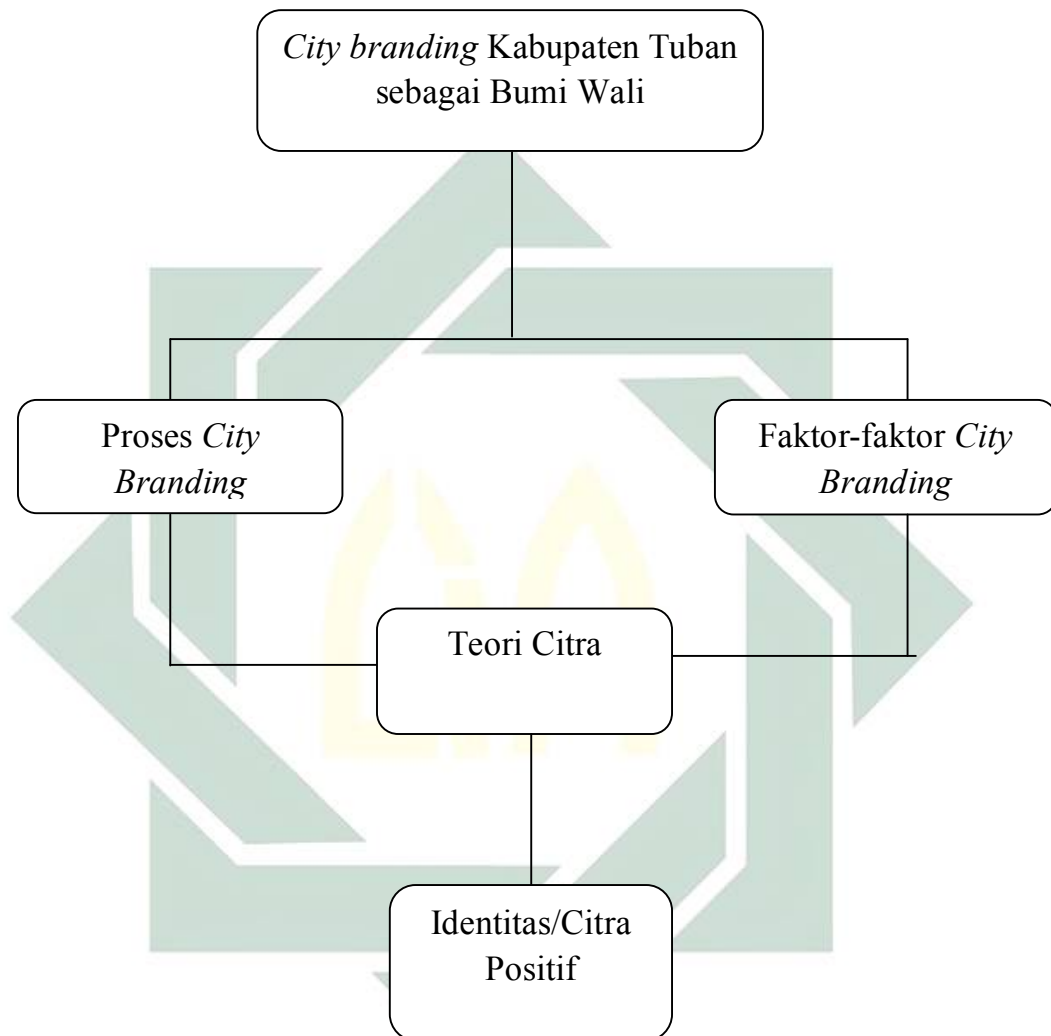 City branding Kabupaten Tuban
sebagai Bumi Wali
Proses City
Branding
Faktor-faktor City
Branding
Teori Citra
Identitas/Citra
Positif